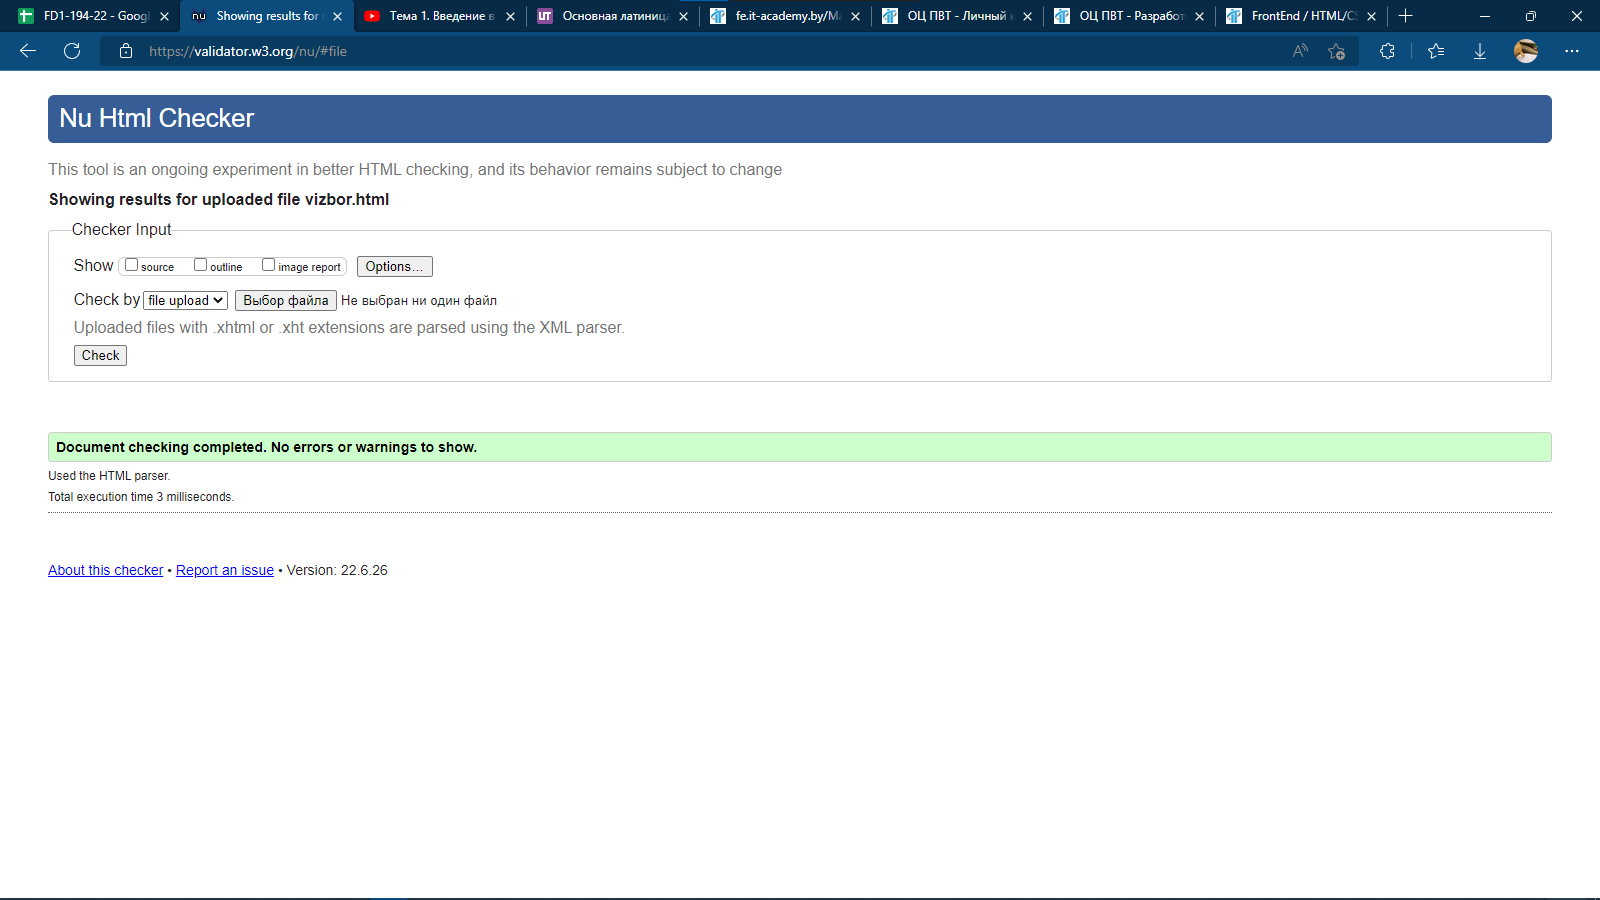 FD1-194-22 - Googl
nu Showing results for
Тема 1. Введение в
UT Основная латиница
fe.it-academy.by/Ma
ОЦ ПВТ - Личный
ОЦ ПВТ - Разработ
FrontEnd / HTML/CS
https://validator.w3.org/nu/#file
Nu Html Checker
This tool is an ongoing experiment in better HTML checking, and its behavior remains subject to change
Showing results for uploaded file vizbor.html
Checker Input
Show source outline image report Options...
Check by file upload Выбор файла Не выбран ни один файл
Uploaded files with .xhtml or .xht extensions are parsed using the XML parser.
Check
Document checking completed. No errors or warnings to show.
Used the HTML parser.
Total execution time 3 milliseconds.
About this checker • Report an issue • Version: 22.6.26